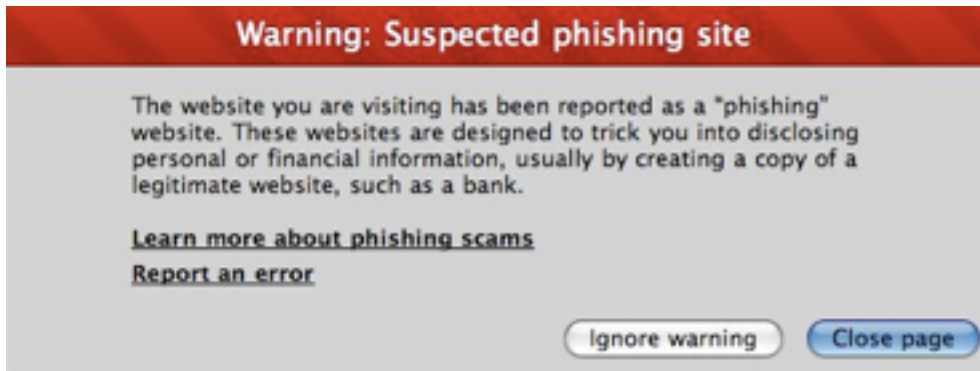 Warning: Suspected phishing site
The website you are visiting has been reported as a "phishing"
website. These websites are designed to trick you into disclosing
personal or financial information, usually by creating a copy of a
legitimate website, such as a bank.
Learn more about phishing scams
Report an error
Ignore warning
Close page